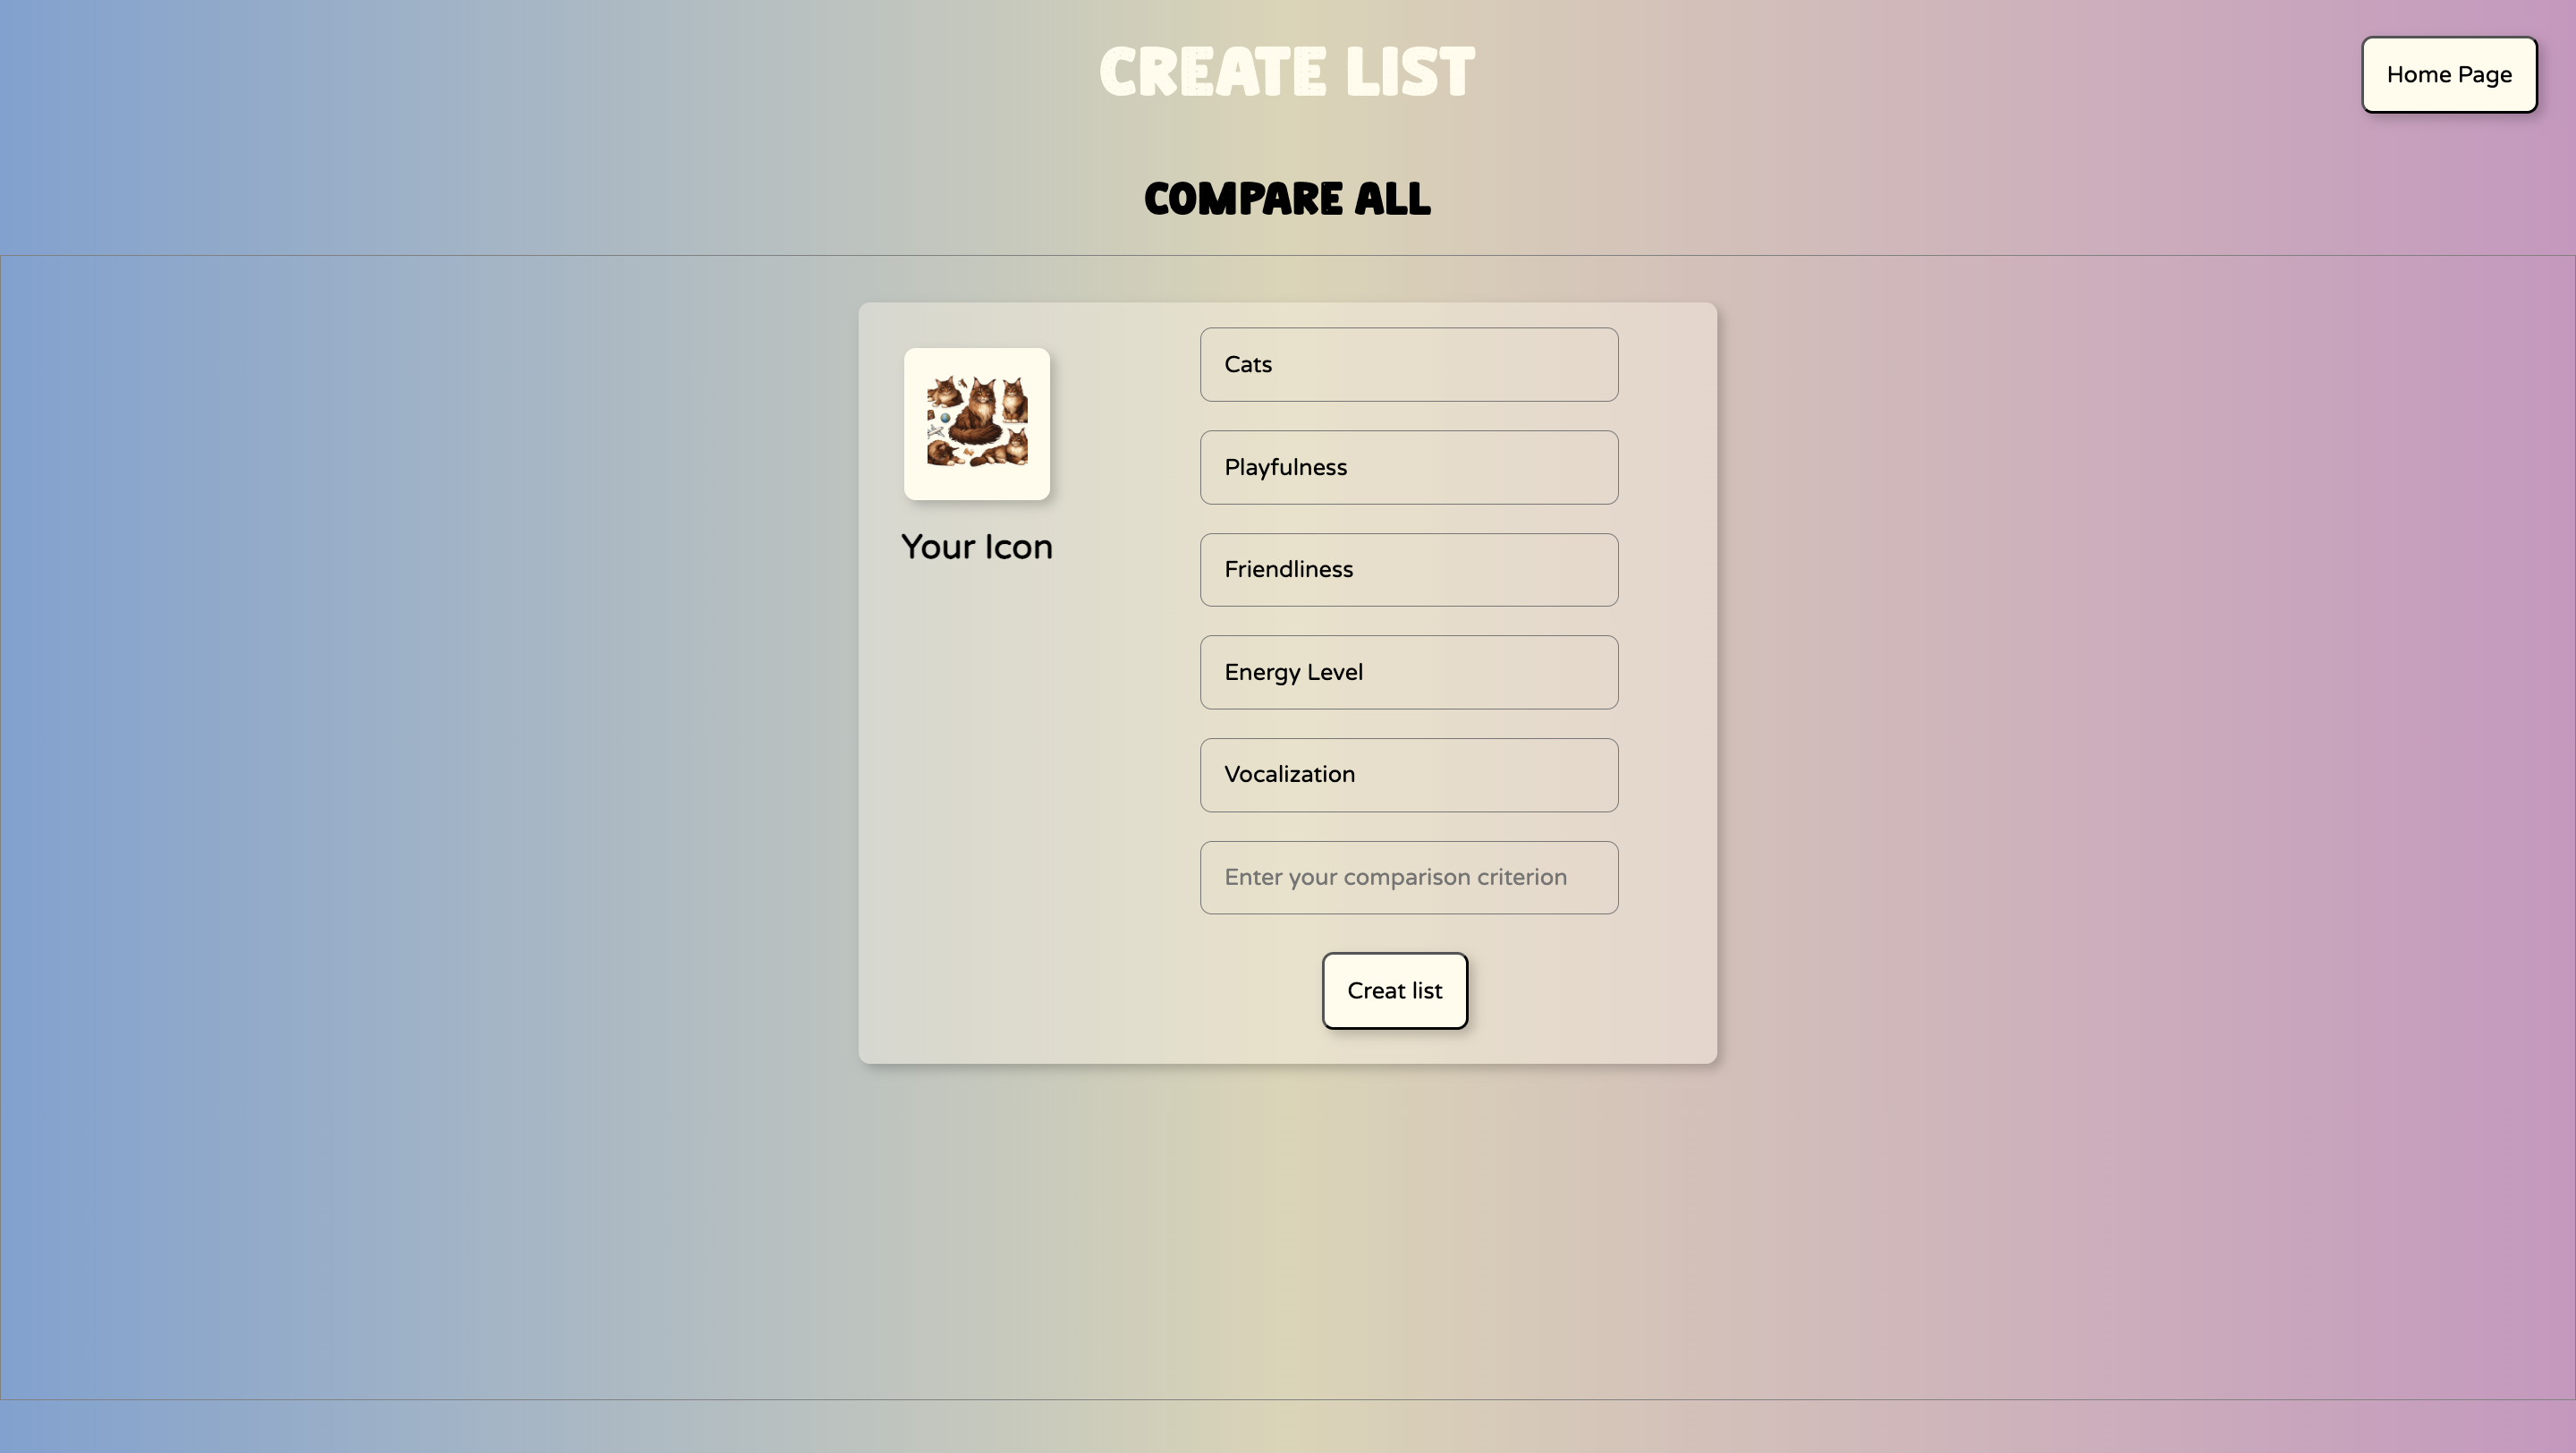 CREATE LIST
Home Page
COMPARE ALL
Cats
Playfulness
Your Icon
Friendliness
Energy Level
Vocalization
Enter your comparison criterion
Creat list